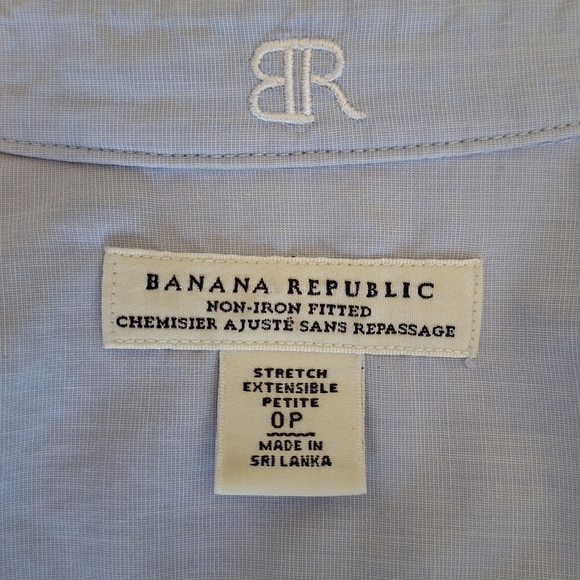 BR
BANANA REPUBLIC
NON-IRON FITTED
CHEMISIER AJUSTÉ SANS REPASSAGE
STRETCH
EXTENSIBLE
PETITE
0P
MADE IN
SRI LANKA